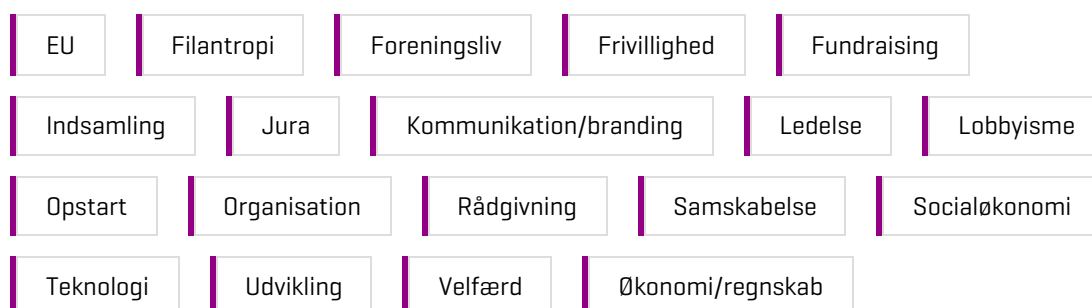 EU Filantropi Foreningsliv Frivillighed Fundraising
Indsamling Jura Kommunikation/branding Ledelse Lobbyisme
Opstart Organisation Rådgivning Samskabelse Socialøkonomi
Teknologi Udvikling Velfærd Økonomi/regnskab